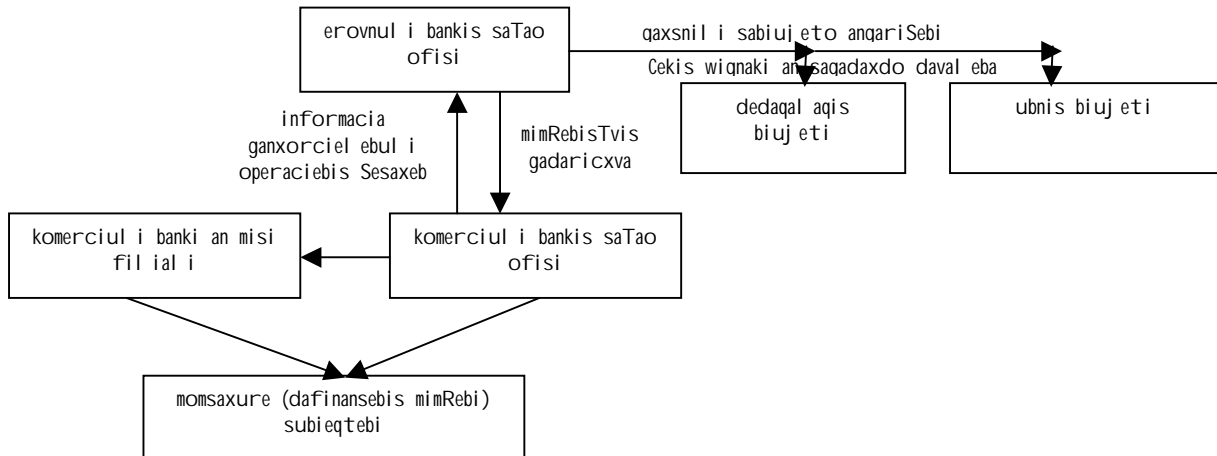 erovnuli bankis saTao
ofisi
gaxsnili sabiujeto angariSebi
Cekis wignaki an sagadaxdo davaleba
dedaqalaqis
biujeti
ubnis biujeti
informacia
ganxorcielebuli
operaciebis Sesaxeb
mimRebisTvis
gadaricxva
komerciuli banki an misi
filiali
komerciuli bankis saTao
ofisi
momsaxure (dafinansebis mimRebi)
subieqtebi